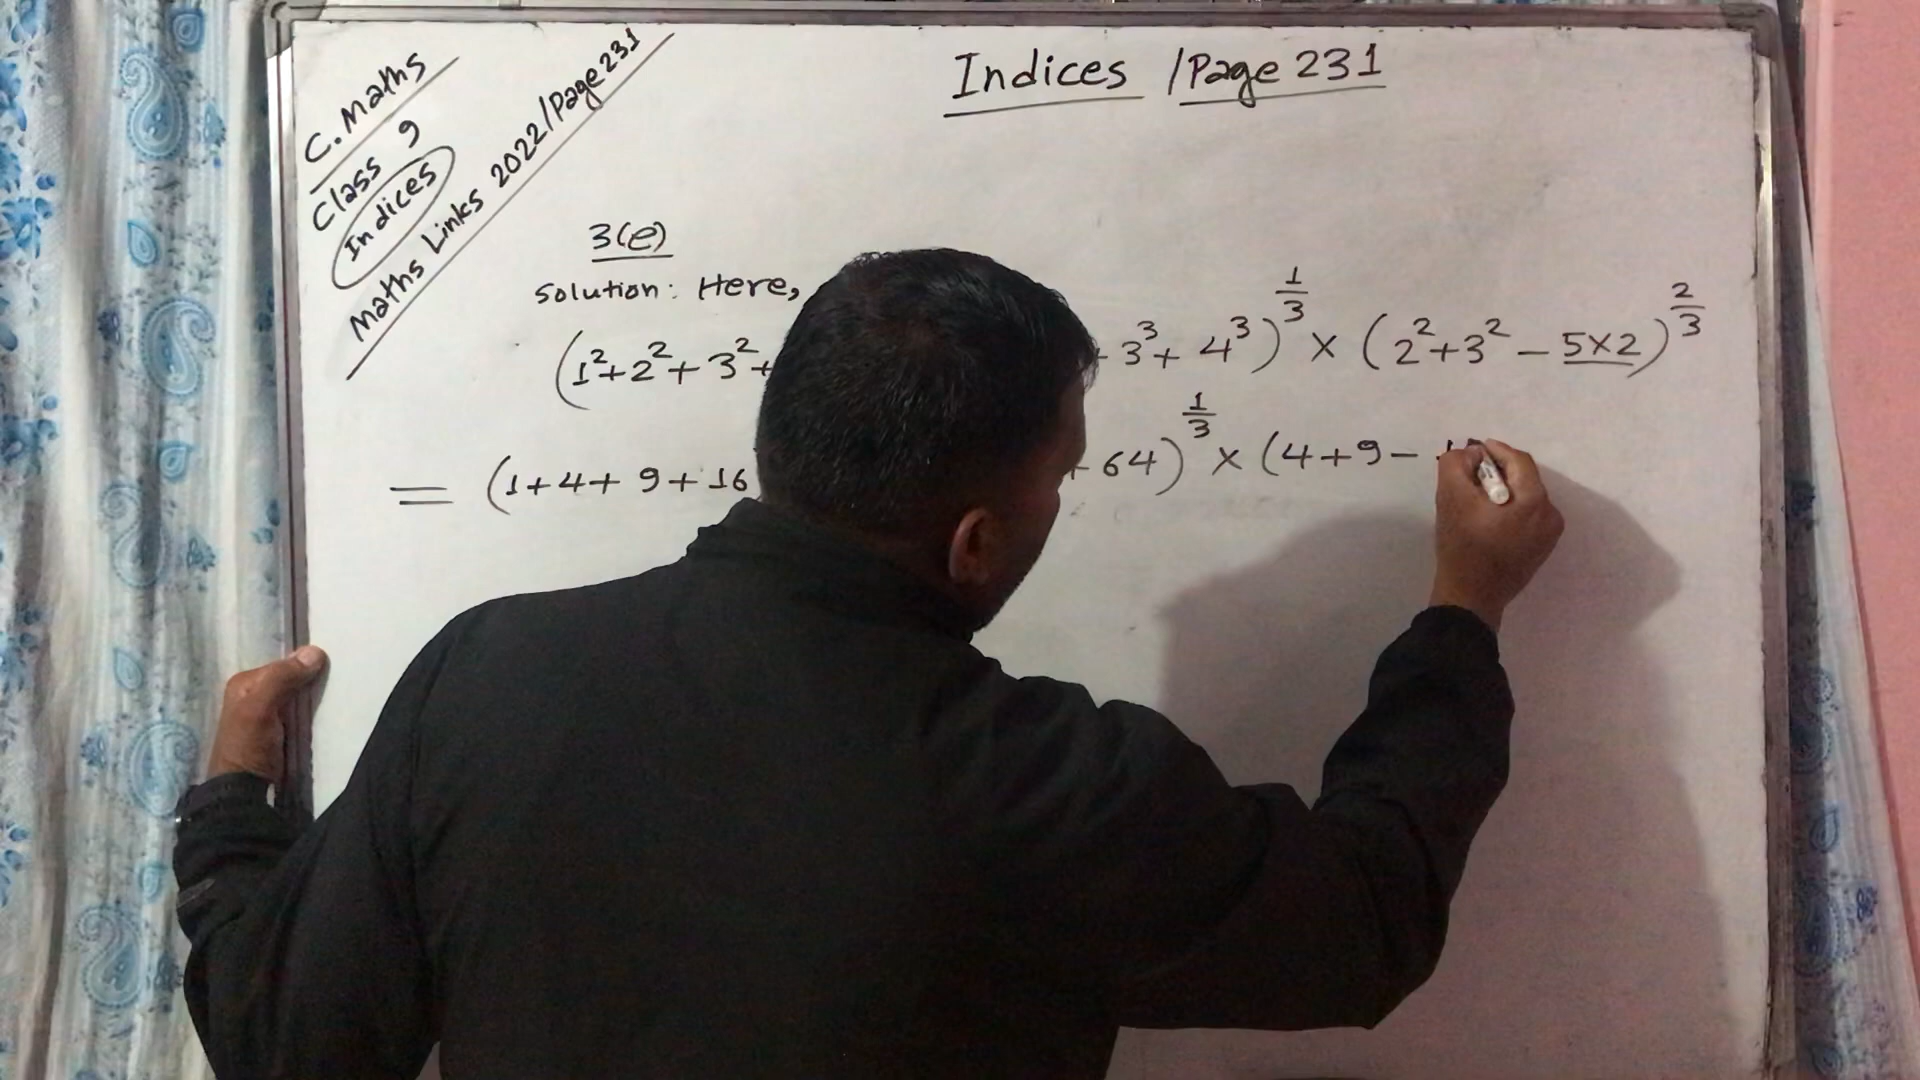 Indices / Page 231
C. Maths
Class 9
Indices
Maths Links 2022/Page 231
3(e)
Solution: Here,
(1²+2²+3²+ 3³+4³)^(1/3) × (2²+3²-5×2)^(2/3)
= (1+4+9+16 +64)^(1/3) × (4+9-